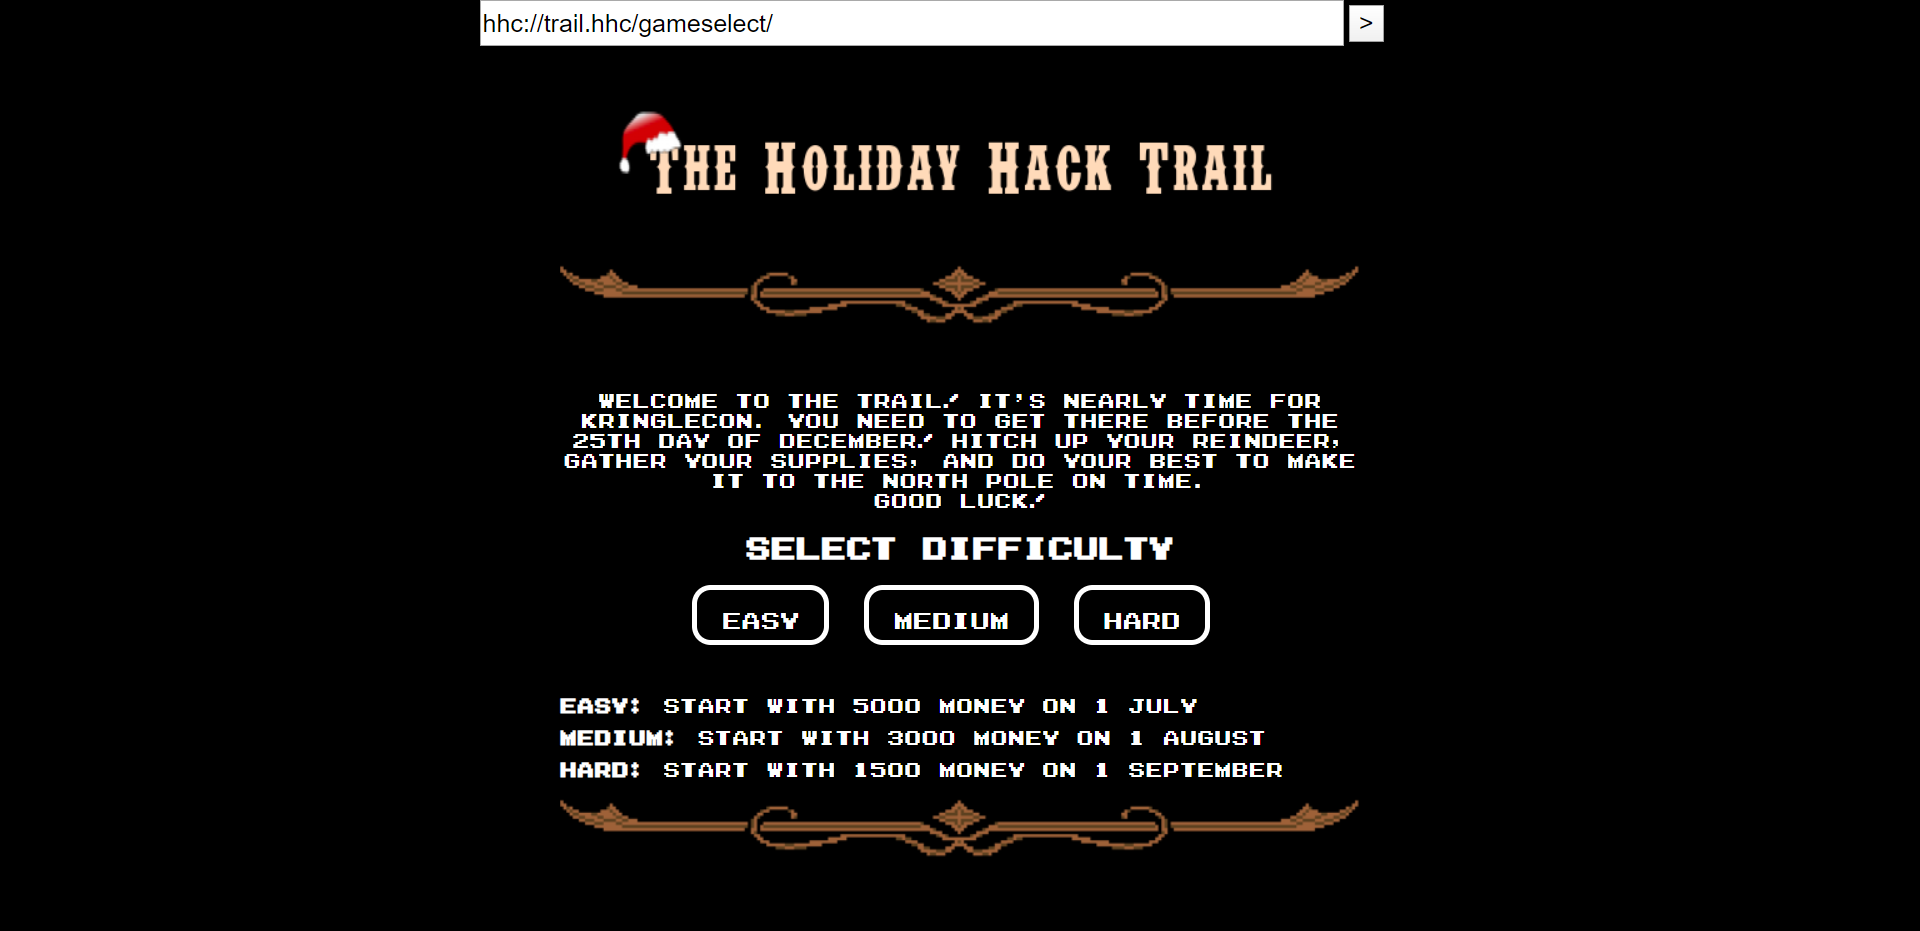 hhc://trail.hhc/gameselect/ >
THE HOLIDAY HACK TRAIL
WELCOME TO THE TRAIL! IT'S NEARLY TIME FOR
KRINGLECON. YOU NEED TO GET THERE BEFORE THE
25TH DAY OF DECEMBER! HITCH UP YOUR REINDEER,
GATHER YOUR SUPPLIES, AND DO YOUR BEST TO MAKE
IT TO THE NORTH POLE ON TIME.
GOOD LUCK!
SELECT DIFFICULTY
EASY MEDIUM HARD
EASY: START WITH 5000 MONEY ON 1 JULY
MEDIUM: START WITH 3000 MONEY ON 1 AUGUST
HARD: START WITH 1500 MONEY ON 1 SEPTEMBER